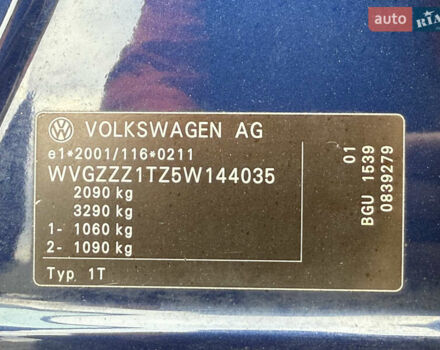 auto
RIA
VOLKSWAGEN AG
e1*2001/116*0211
WVGZZZ1TZ5W144035
2090 kg
3290 kg
1- 1060 kg
2- 1090 kg
Typ 1T
01
BGU 1539
0839279